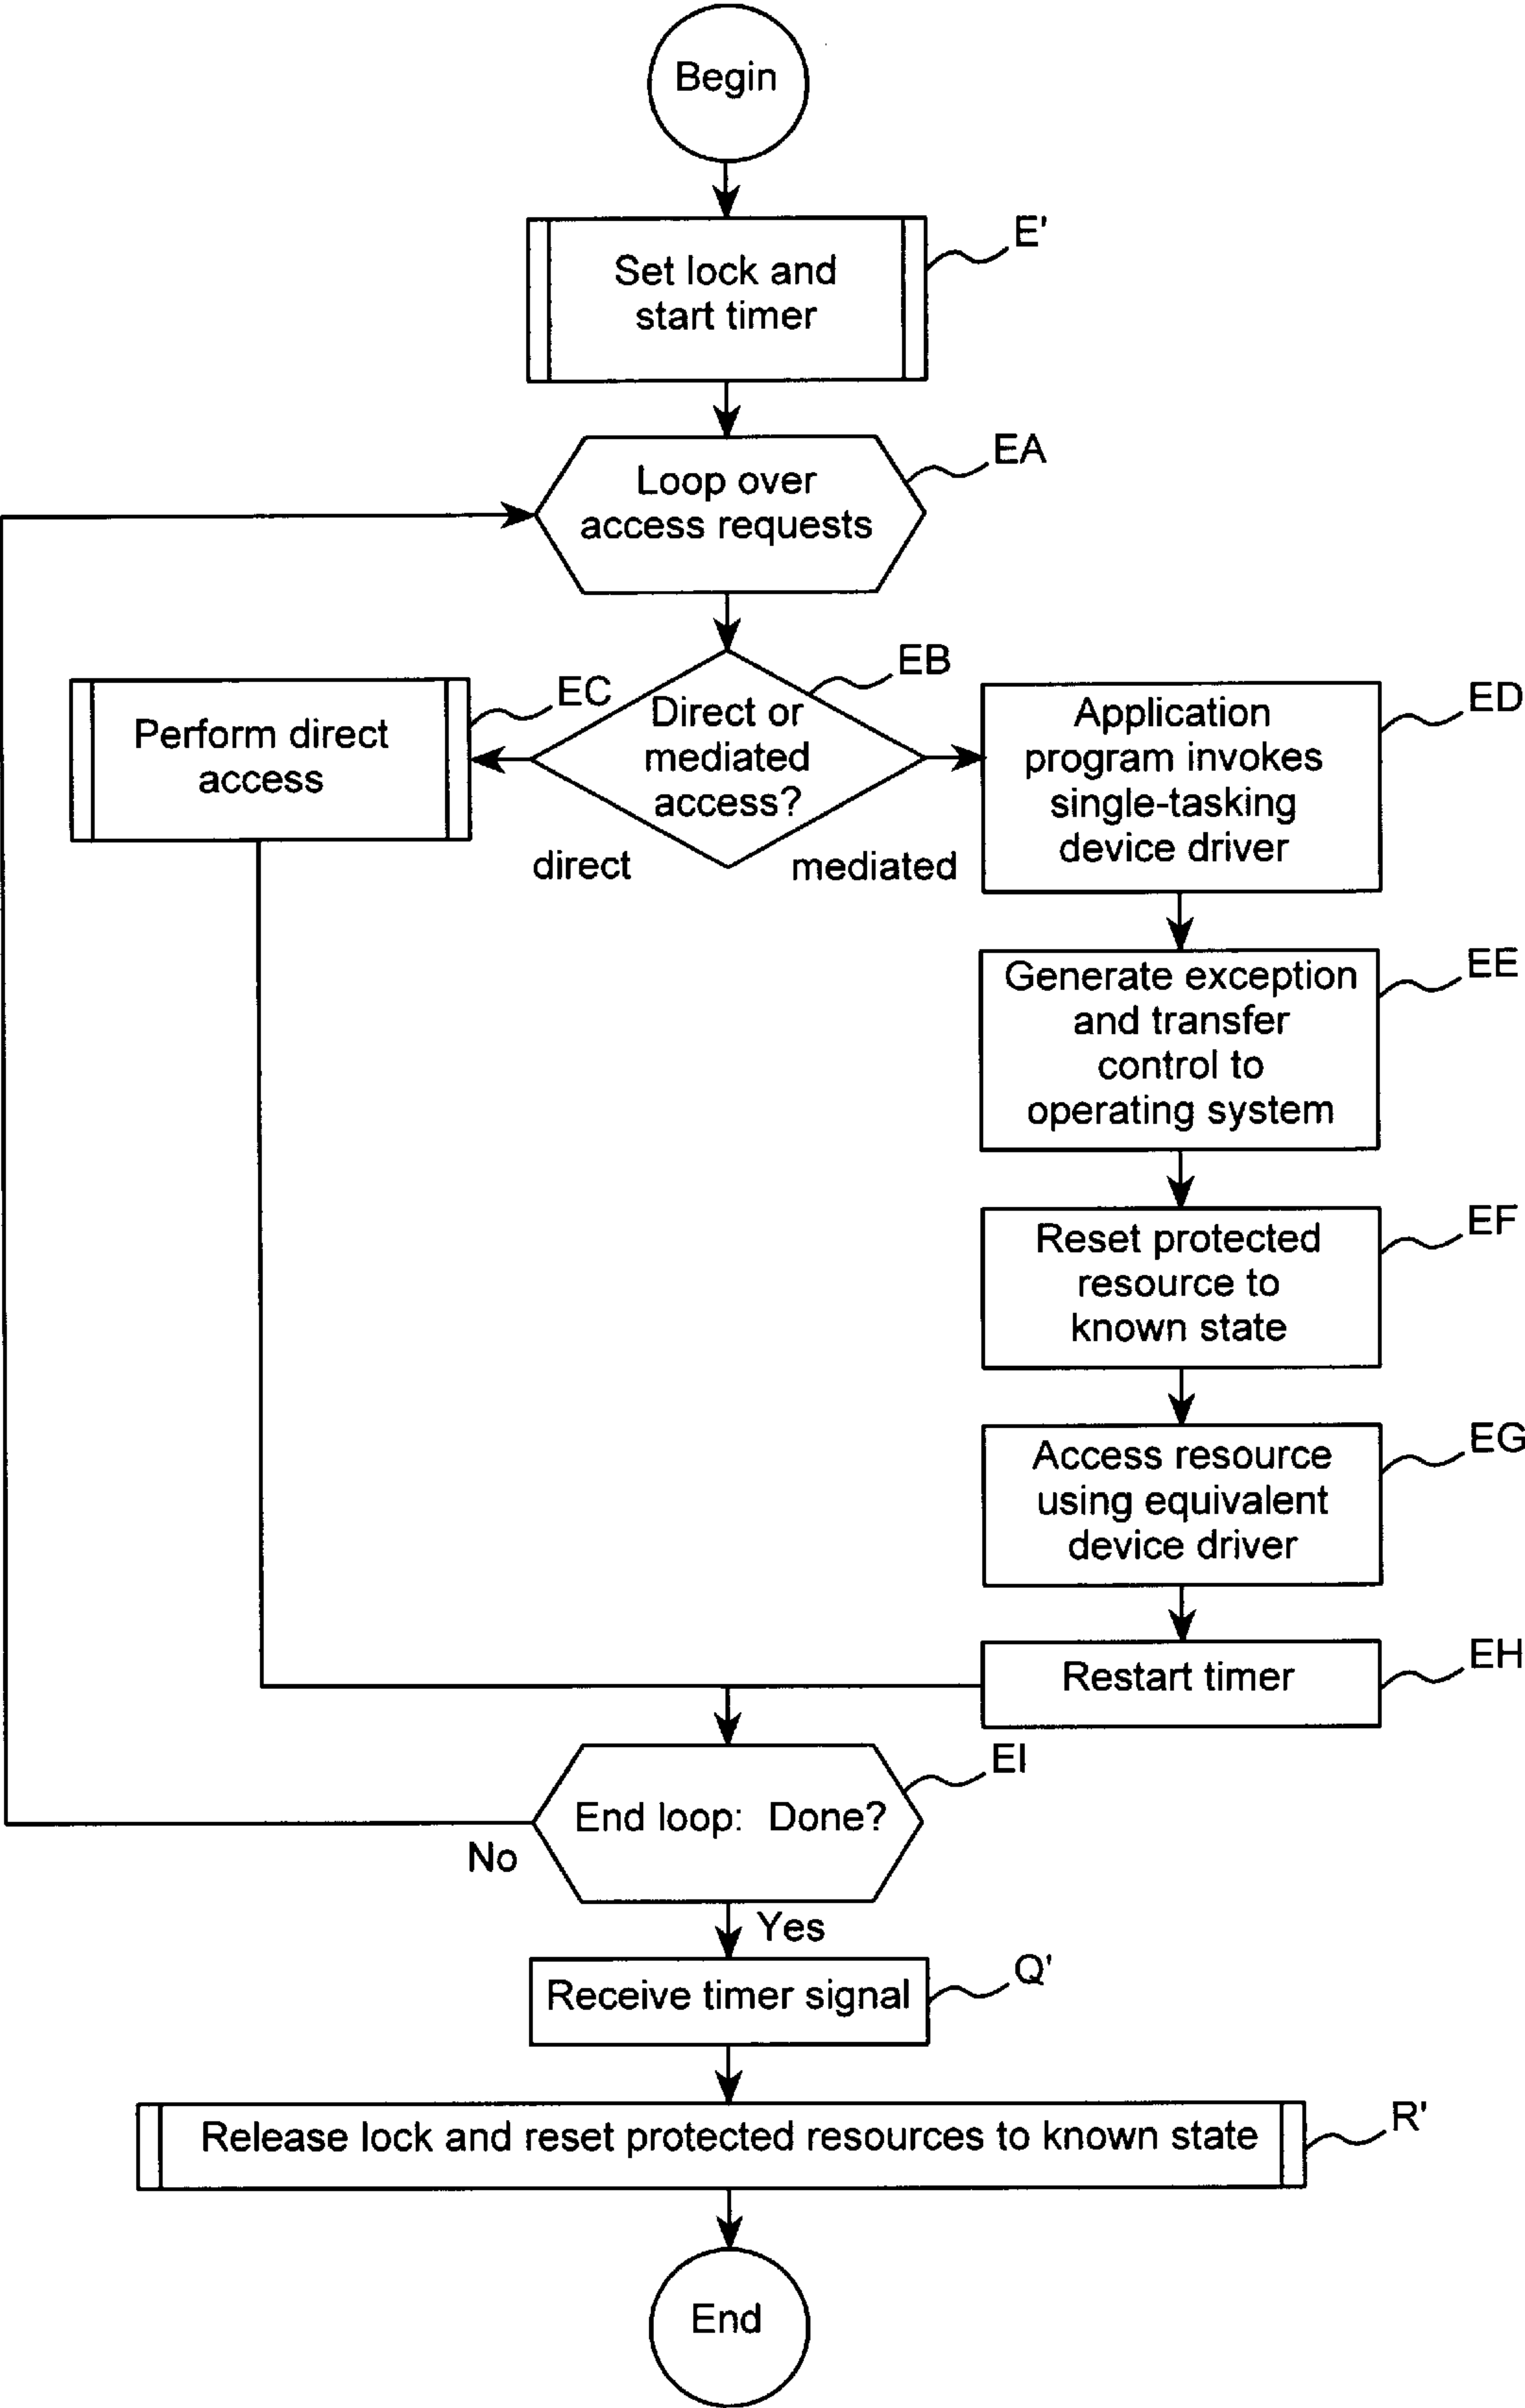 Begin
Set lock and
start timer
E'
Loop over
access requests
EA
Direct or
mediated
access?
EB
direct
mediated
Perform direct
access
EC
Application
program invokes
single-tasking
device driver
ED
Generate exception
and transfer
control to
operating system
EE
Reset protected
resource to
known state
EF
Access resource
using equivalent
device driver
EG
Restart timer
EH
End loop: Done?
EI
No
Yes
Receive timer signal
Q'
Release lock and reset protected resources to known state
R'
End